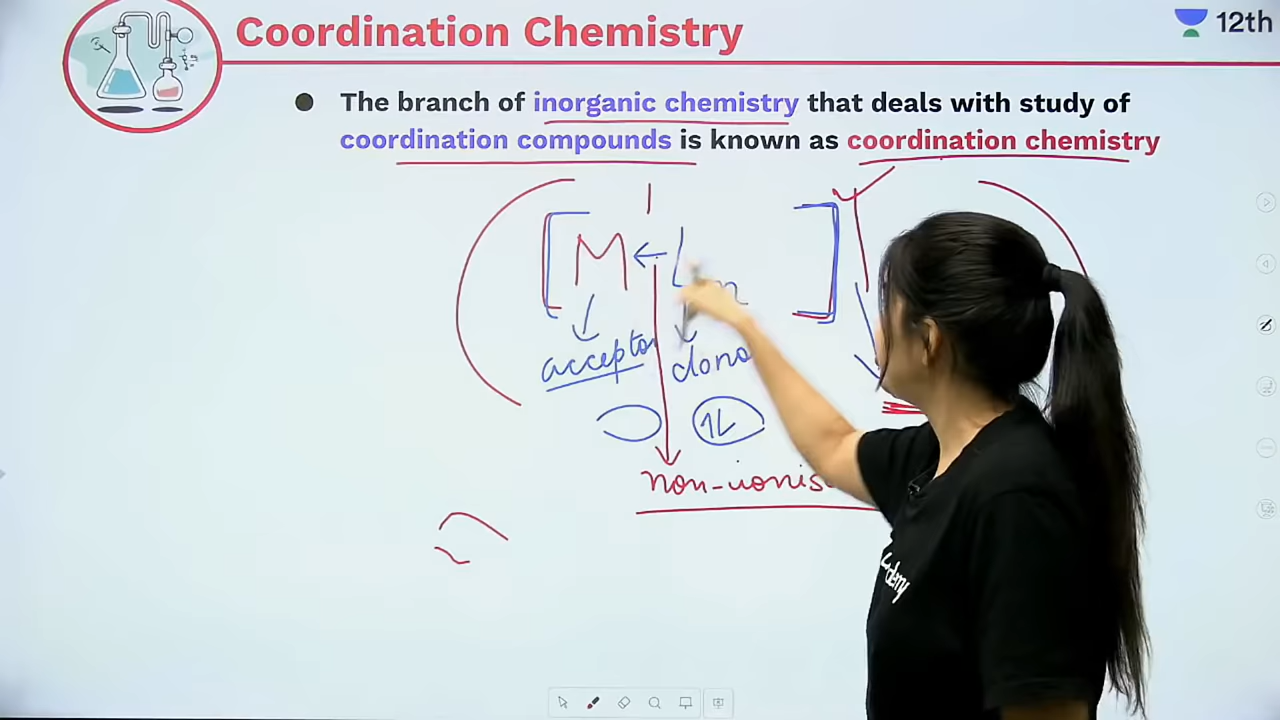 Coordination Chemistry
12th
The branch of inorganic chemistry that deals with study of
coordination compounds is known as coordination chemistry
[M ← L n ]
acceptor dono
1L
non-ionis